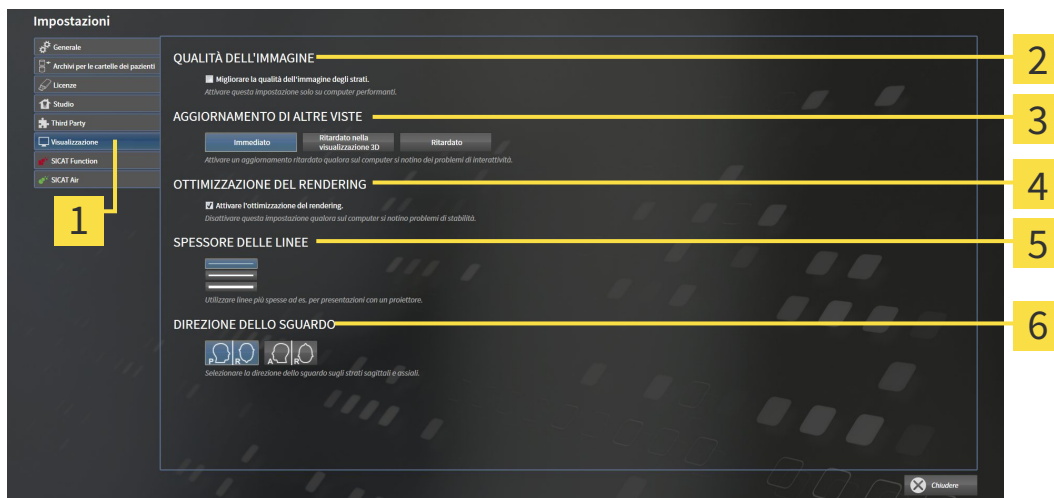 Impostazioni
Generale
Archivi per le cartelle dei pazienti
Licenze
Studio
Third Party
Visualizzazione
SICAT Function
SICAT Air
1
QUALITÀ DELL'IMMAGINE
Migliorare la qualità dell'immagine degli strati.
Attivare questa impostazione solo su computer performanti.
AGGIORNAMENTO DI ALTRE VISTE
Immediato
Ritardato nella
visualizzazione 3D
Ritardato
Attivare un aggiornamento ritardato qualora sul computer si notino dei problemi di interattività.
OTTIMIZZAZIONE DEL RENDERING
Attivare l'ottimizzazione del rendering.
Disattivare questa impostazione qualora sul computer si notino problemi di stabilità.
SPESSORE DELLE LINEE
Utilizzare linee più spesse ad es. per presentazioni con un proiettore.
DIREZIONE DELLO SGUARDO
P R A R
Selezionare la direzione dello sguardo sugli strati sagittali e assiali.
Chiudere
2
3
4
5
6